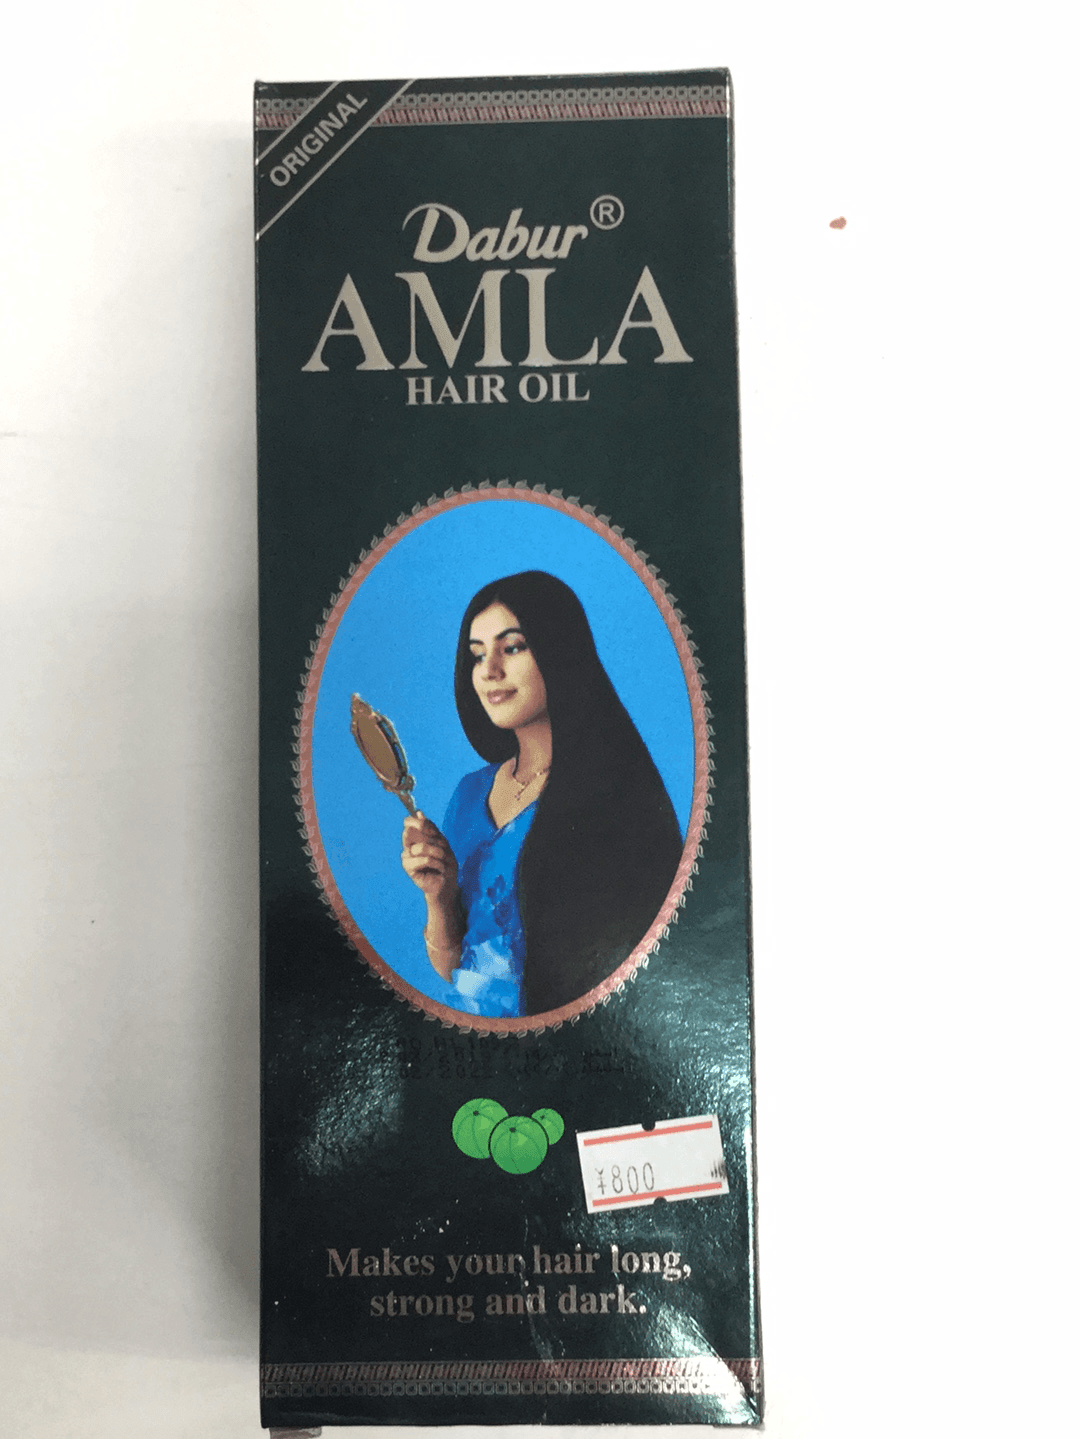 ORIGINAL
Dabur®
AMLA
HAIR OIL
¥800
Makes your hair long,
strong and dark.